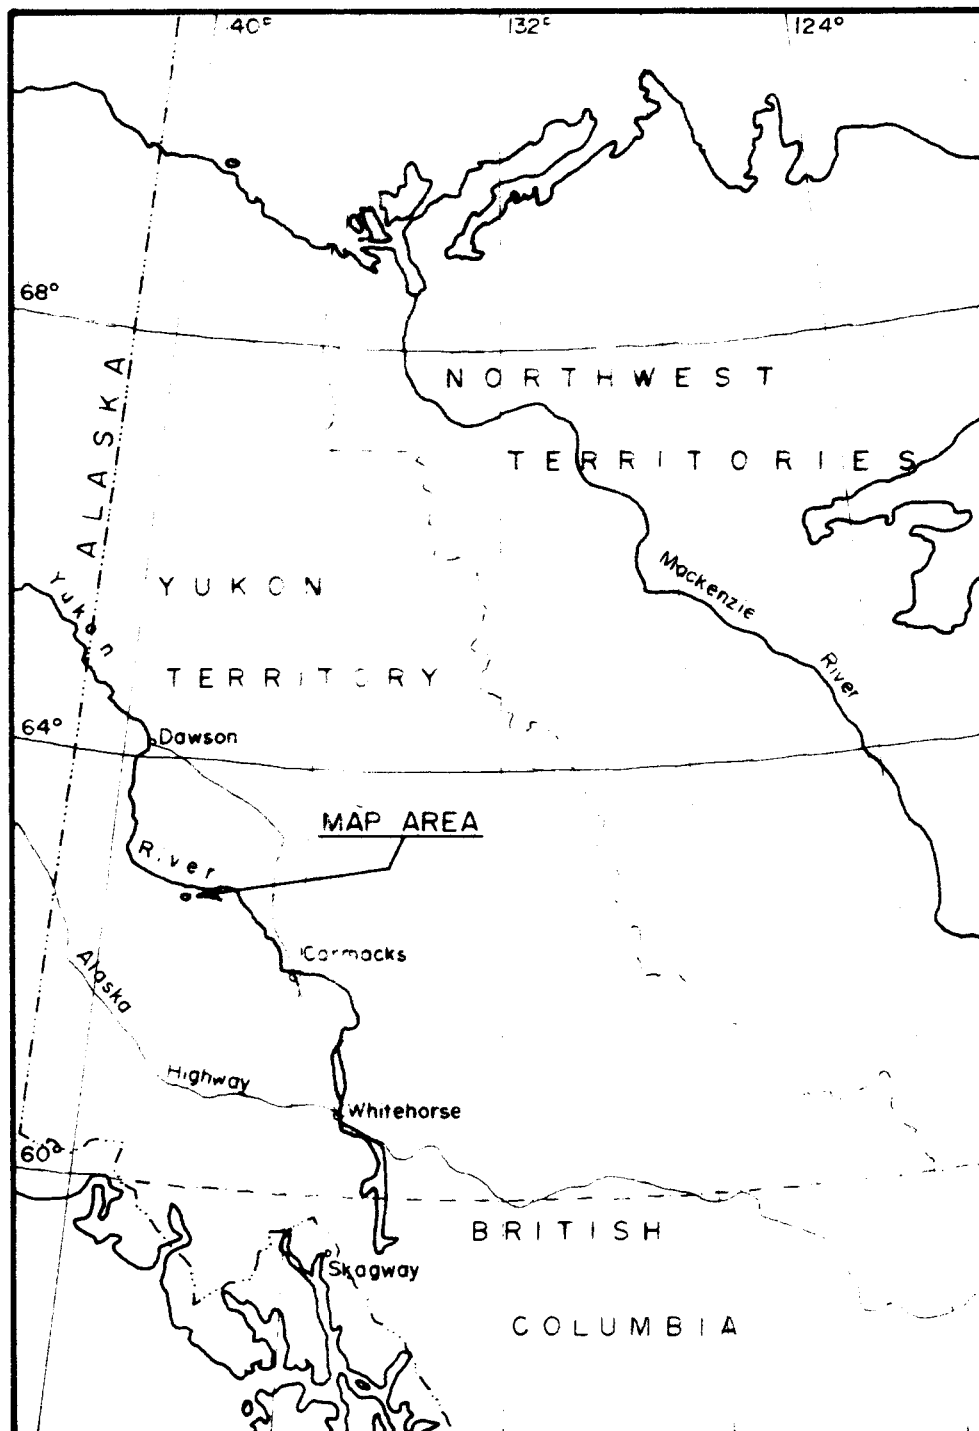 40°
132°
124°
68°
ALASKA
NORTHWEST
TERRITORIES
Yukon
YUKON
Mackenzie
TERRITORY
River
64°
Dawson
MAP AREA
River
Carmacks
Alaska
Highway
Whitehorse
60°
BRITISH
Skagway
COLUMBIA